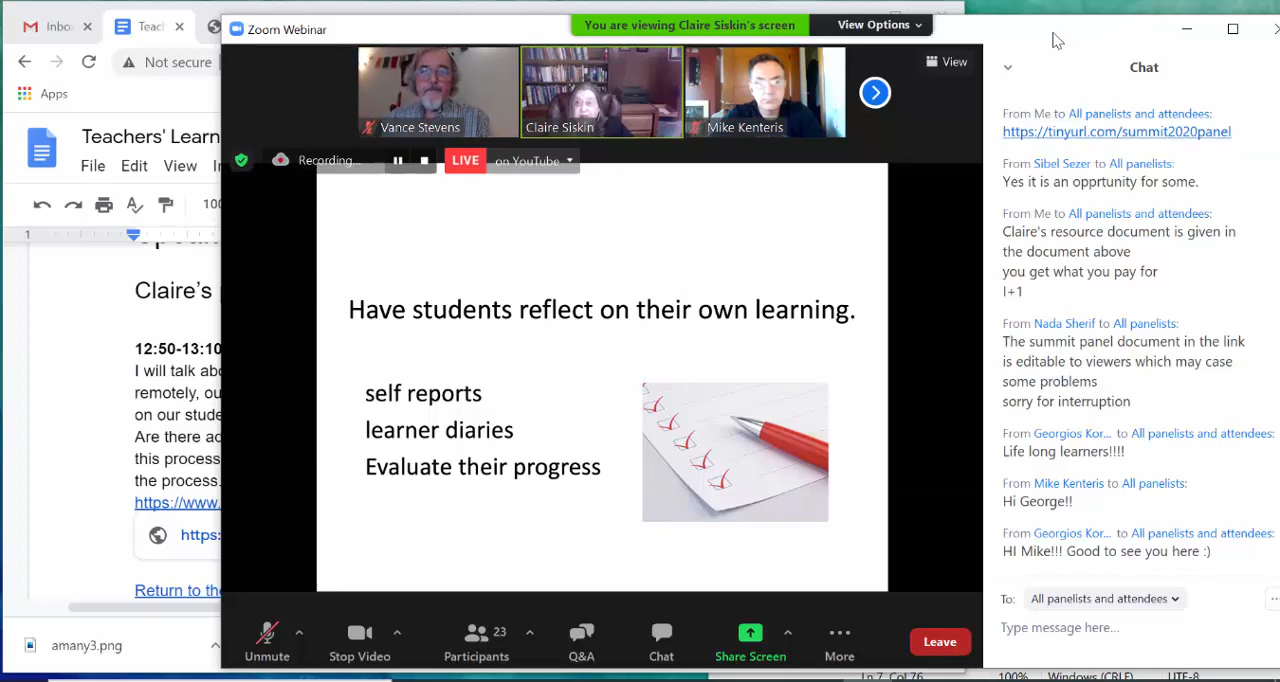 Inbo
Teach
Not secure
Apps
Teachers' Learn
File Edit View
100
1
Claire's
12:50-13:10
I will talk abo
remotely, ou
on our stude
Are there ad
this process
the process.
https://www.
https:
Return to the
amany3.png
Zoom Webinar
You are viewing Claire Siskin's screen
View Options
View
Vance Stevens
Claire Siskin
Mike Kenteris
Recording...
LIVE on YouTube
Have students reflect on their own learning.
self reports
learner diaries
Evaluate their progress
Unmute
Stop Video
23
Participants
Q&A
Chat
Share Screen
More
Leave
Chat
From Me to All panelists and attendees:
https://tinyurl.com/summit2020panel
From Sibel Sezer to All panelists:
Yes it is an opprtunity for some.
From Me to All panelists and attendees:
Claire's resource document is given in
the document above
you get what you pay for
I+1
From Nada Sherif to All panelists:
The summit panel document in the link
is editable to viewers which may case
some problems
sorry for interruption
From Georgios Kor... to All panelists and attendees:
Life long learners!!!!
From Mike Kenteris to All panelists:
Hi George!!
From Georgios Kor... to All panelists and attendees:
HI Mike!!! Good to see you here :)
To: All panelists and attendees
Type message here...
Ln 7, Col 76
100%
Windows (CRLF)
UTF-8